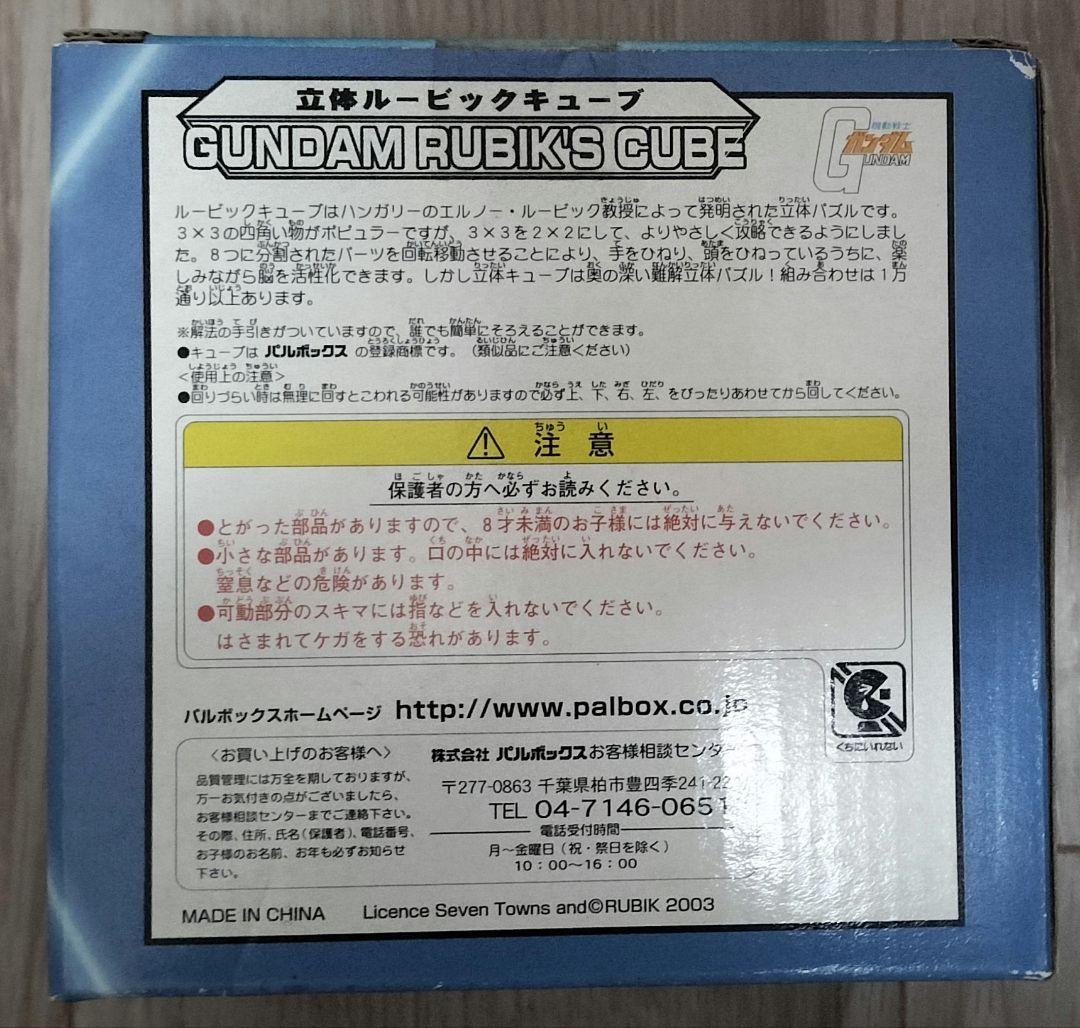 立体ルービックキューブ
GUNDAM RUBIK'S CUBE
機動戦士
ガンダム
GUNDAM
ルービックキューブはハンガリーのエルノー・ルービック教授によって発明された立体パズルです。
3×3の四角い物がポピュラーですが、3×3を2×2にして、よりやさしく攻略できるようにしまし
た。8つに分割されたパーツを回転移動させることにより、手をひねり、頭をひねっているうちに、楽
しみながら脳を活性化できます。しかし立体キューブは奥の深い難解立体パズル！組み合わせは1万
通り以上あります。
※解法の手引きがついていますので、誰でも簡単にそろえることができます。
●キューブは パルボックス の登録商標です。（類似品にご注意ください）
＜使用上の注意＞
●回りづらい時は無理に回すとこわれる可能性がありますので必ず上、下、右、左、をぴったりあわせてから回してください。
⚠ 注意
保護者の方へ必ずお読みください。
●とがった部品がありますので、8才未満のお子様には絶対に与えないでください。
●小さな部品があります。口の中には絶対に入れないでください。
窒息などの危険があります。
●可動部分のスキマには指などを入れないでください。
はさまれてケガをする恐れがあります。
くちにいれない
パルボックスホームページ http://www.palbox.co.jp
〈お買い上げのお客様へ〉
品質管理には万全を期しておりますが、
万一お気付きの点がございましたら、
お客様相談センターまでご連絡下さい。
その際、住所、氏名（保護者）、電話番号、
お子様のお名前、お年も必ずお知らせ
下さい。
株式会社 パルボックスお客様相談センター
〒277-0863 千葉県柏市豊四季241-22
TEL 04-7146-0651
電話受付時間
月〜金曜日（祝・祭日を除く）
10：00〜16：00
MADE IN CHINA Licence Seven Towns and©RUBIK 2003